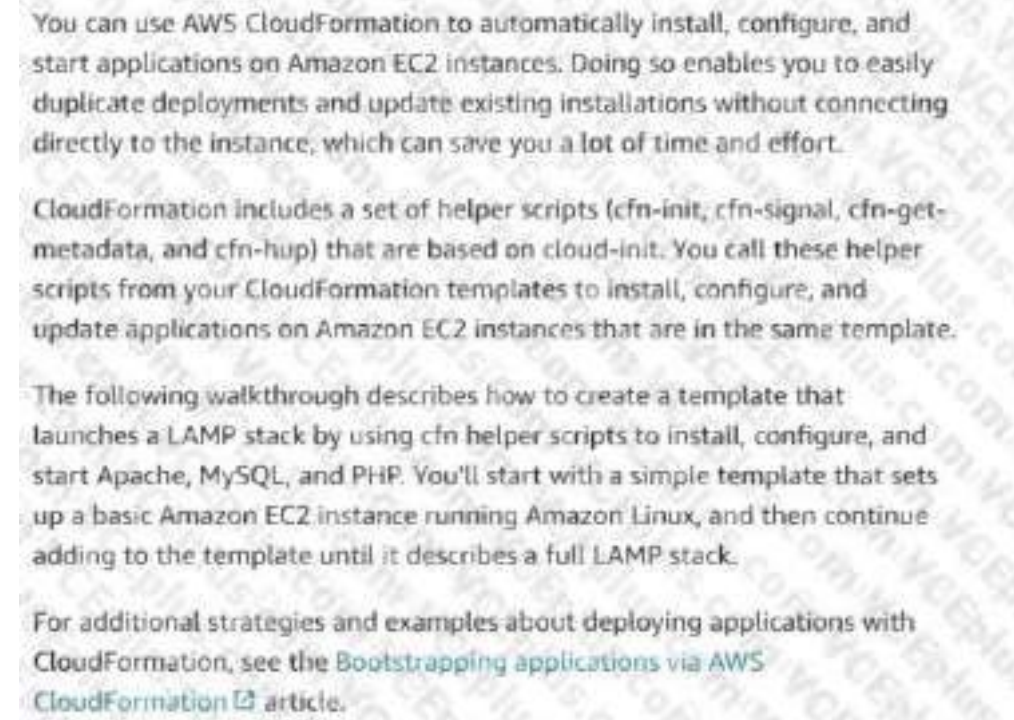 You can use AWS CloudFormation to automatically install, configure, and
start applications on Amazon EC2 instances. Doing so enables you to easily
duplicate deployments and update existing installations without connecting
directly to the instance, which can save you a lot of time and effort.
CloudFormation includes a set of helper scripts (cfn-init, cfn-signal, cfn-get-
metadata, and cfn-hup) that are based on cloud-init. You call these helper
scripts from your CloudFormation templates to install, configure, and
update applications on Amazon EC2 instances that are in the same template.
The following walkthrough describes how to create a template that
launches a LAMP stack by using cfn helper scripts to install, configure, and
start Apache, MySQL, and PHP. You'll start with a simple template that sets
up a basic Amazon EC2 instance running Amazon Linux, and then continue
adding to the template until it describes a full LAMP stack.
For additional strategies and examples about deploying applications with
CloudFormation, see the Bootstrapping applications via AWS
CloudFormation article.